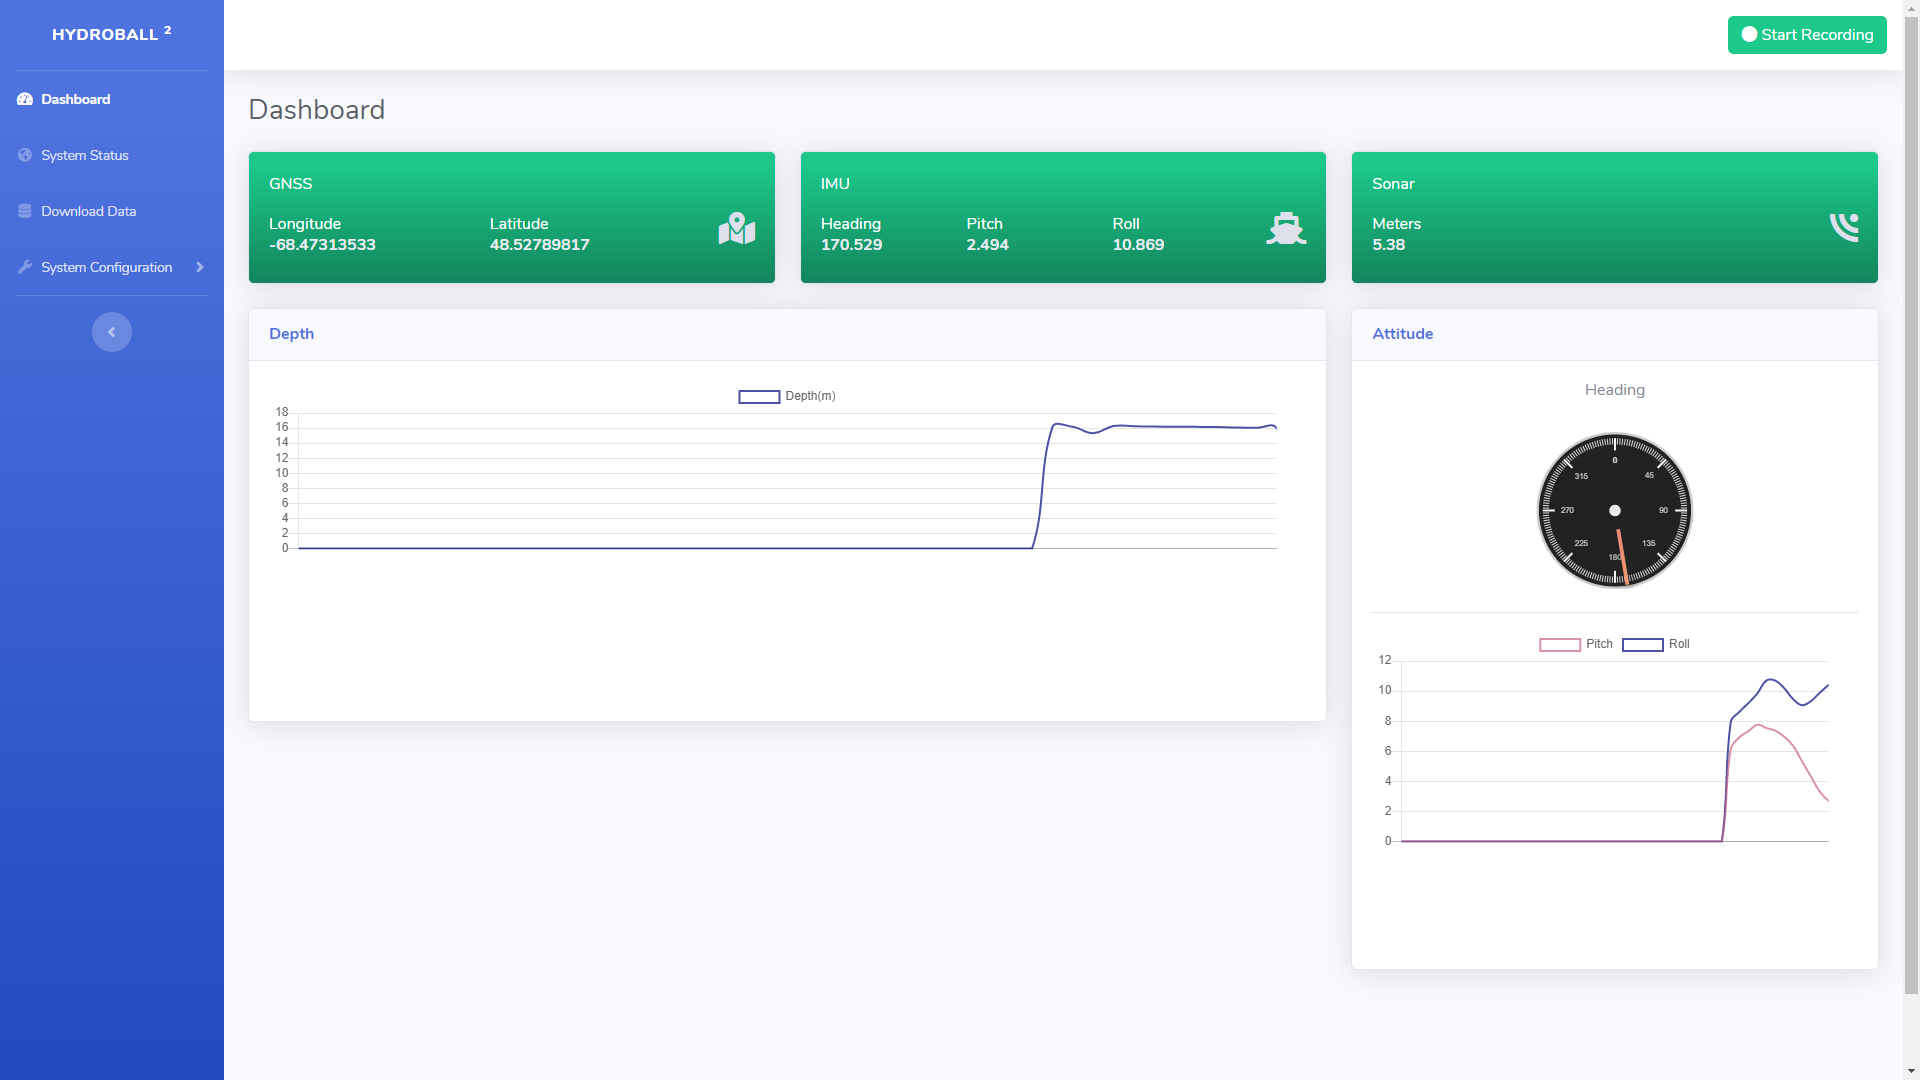 HYDROBALL 2
Start Recording
Dashboard
System Status
Download Data
System Configuration
Dashboard
GNSS
Longitude Latitude
-68.47313533 48.52789817
IMU
Heading Pitch Roll
170.529 2.494 10.869
Sonar
Meters
5.38
Depth
Depth(m)
18
16
14
12
10
8
6
4
2
0
Attitude
Heading
0
315 45
270 90
225 135
180
Pitch Roll
12
10
8
6
4
2
0